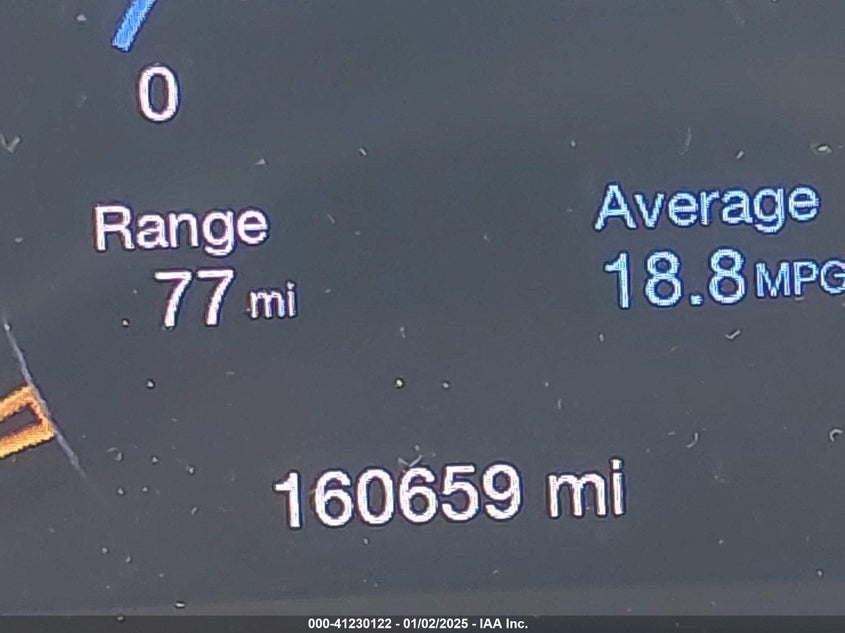 0
Range
77 mi
Average
18.8 MPG
160659 mi
000-41230122 - 01/02/2025 - IAA Inc.